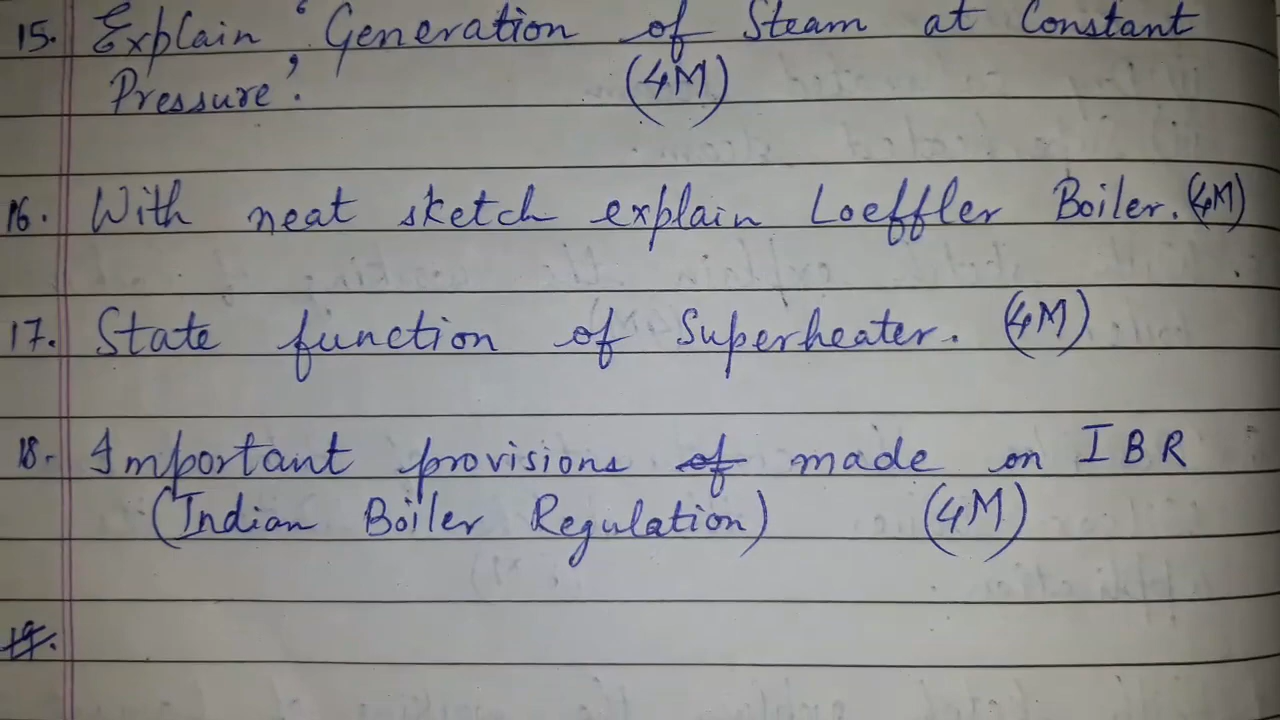 15. Explain 'Generation of Steam at Constant
Pressure'. (4M)
16. With neat sketch explain Loeffler Boiler. (4M)
17. State function of Superheater. (4M)
18. Important provisions of made on IBR
(Indian Boiler Regulation) (4M)
19.